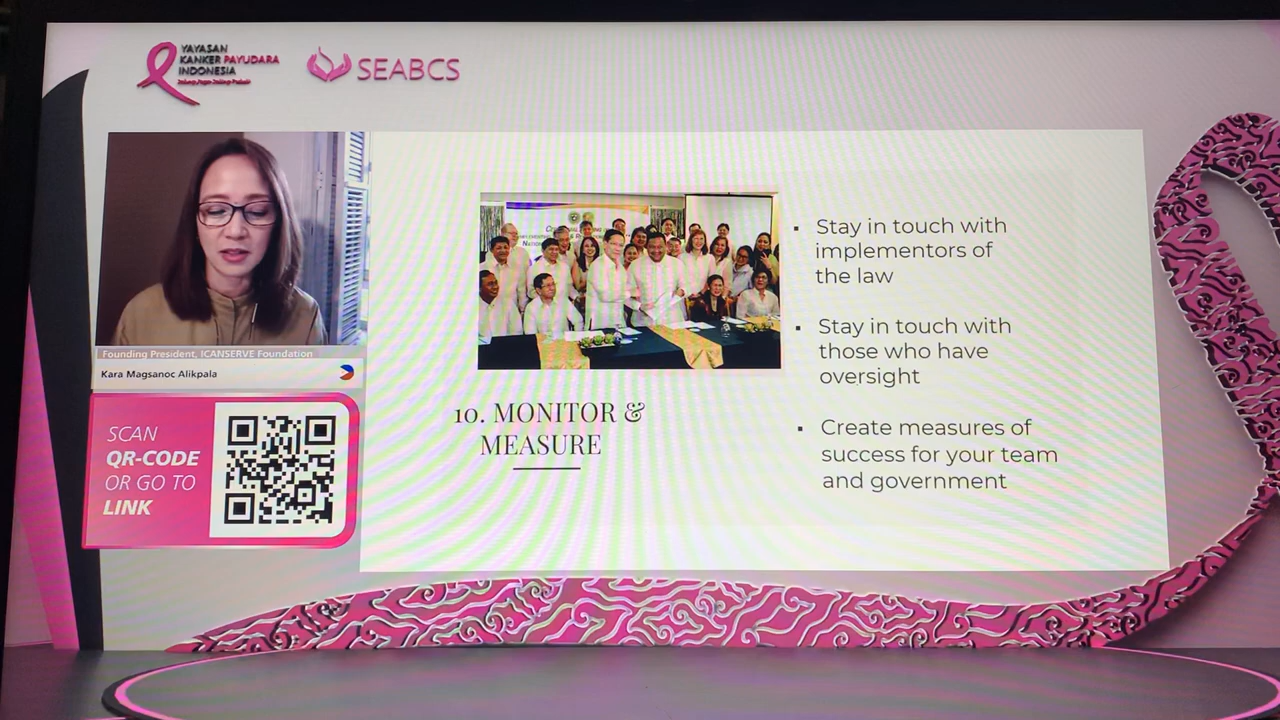 YAYASAN
KANKER PAYUDARA
INDONESIA
SEABCS
Founding President, ICANSERVE Foundation
Kara Magsanoc Alikpala
SCAN
QR-CODE
OR GO TO
LINK
10. MONITOR &
MEASURE
▪ Stay in touch with
implementors of
the law
▪ Stay in touch with
those who have
oversight
▪ Create measures of
success for your team
and government